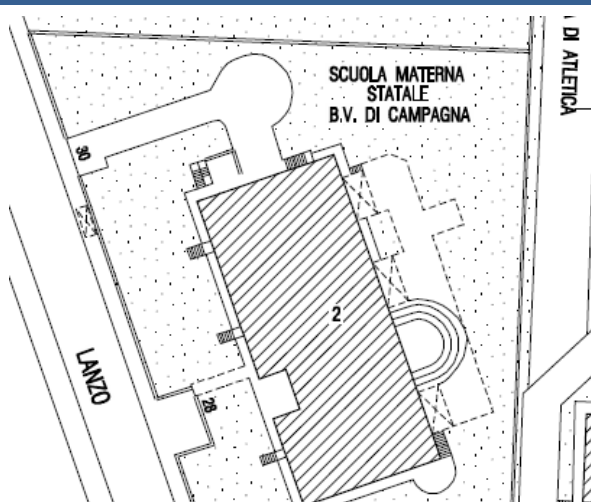 SCUOLA MATERNA
STATALE
B.V. DI CAMPAGNA
DI ATLETICA
30
2
LANZO
28